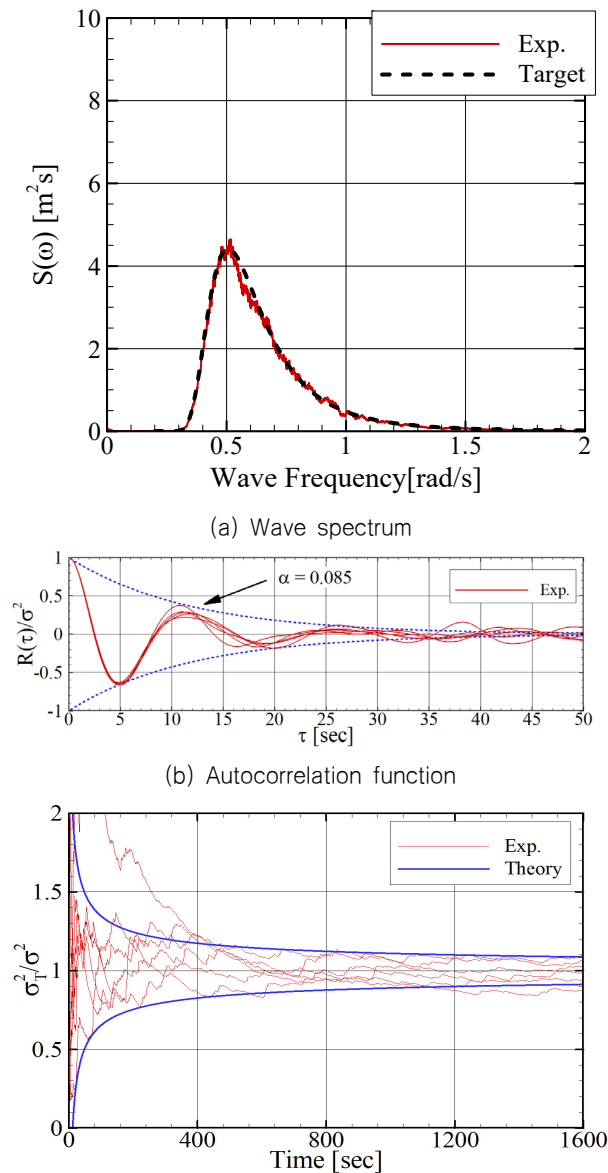 Exp.
Target
10
8
6
4
2
0
S(ω) [m²s]
0 0.5 1 1.5 2
Wave Frequency[rad/s]
(a) Wave spectrum
1
0.5
0
-0.5
-1
R(τ)/σ²
α = 0.085
Exp.
0 5 10 15 20 25 30 35 40 45 50
τ [sec]
(b) Autocorrelation function
2
1.5
1
0.5
0
σ_T²/σ²
Exp.
Theory
0 400 800 1200 1600
Time [sec]